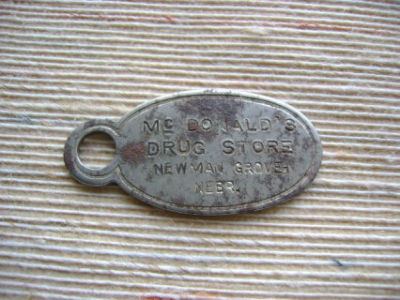 MC DONALD'S
DRUG STORE
NEWMAN GROVE,
NEBR.